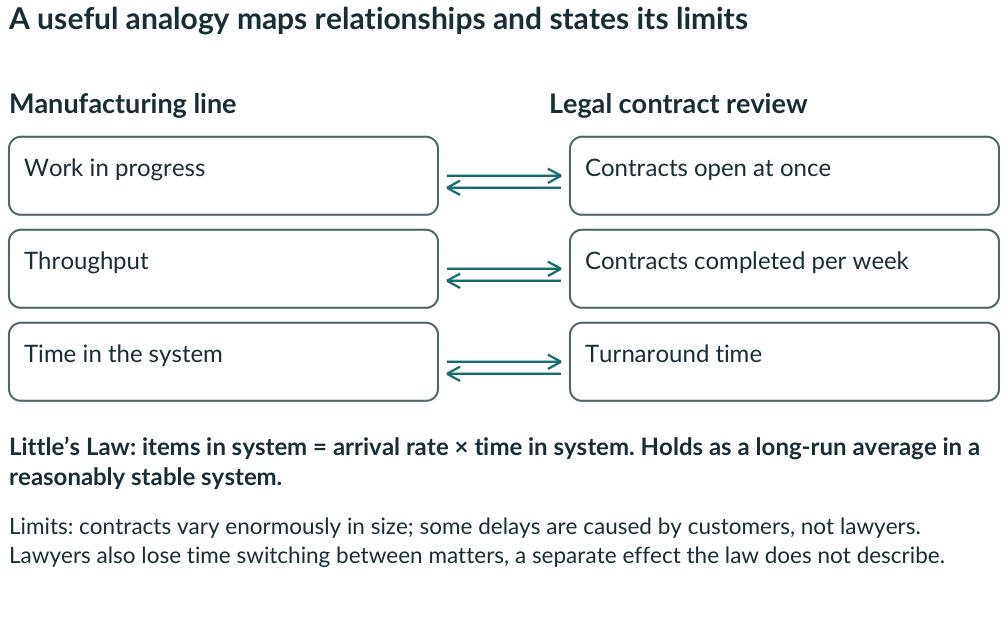 A useful analogy maps relationships and states its limits
Manufacturing line
Legal contract review
Work in progress
Contracts open at once
Throughput
Contracts completed per week
Time in the system
Turnaround time
Little’s Law: items in system = arrival rate × time in system. Holds as a long-run average in a
reasonably stable system.
Limits: contracts vary enormously in size; some delays are caused by customers, not lawyers.
Lawyers also lose time switching between matters, a separate effect the law does not describe.